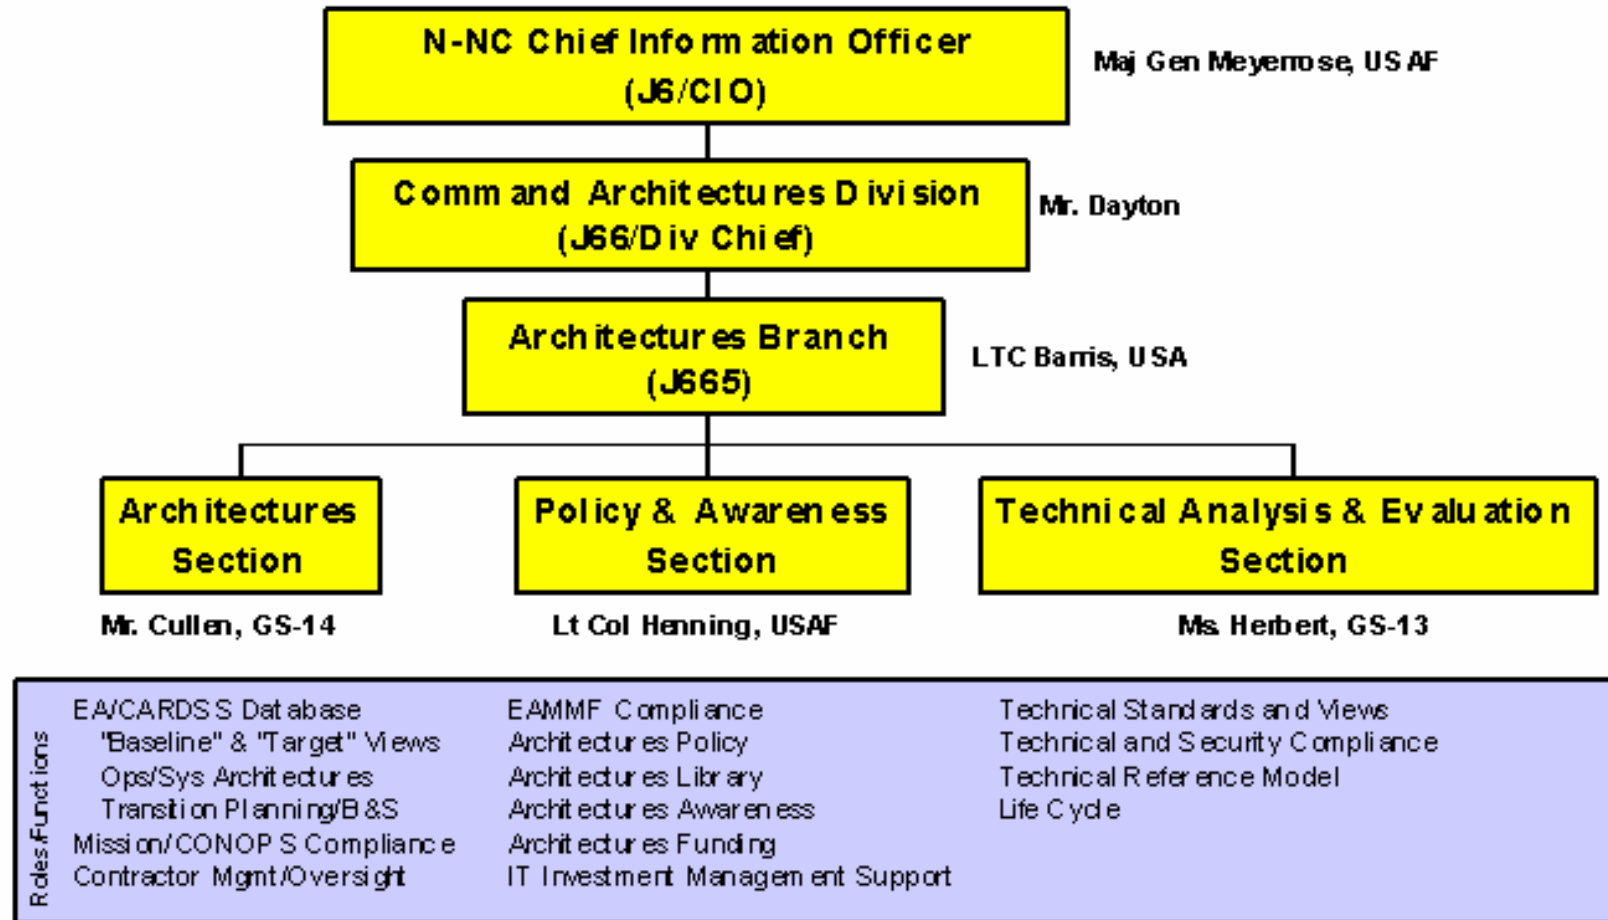 N-NC Chief Information Officer
(J6/CIO)
Maj Gen Meyerrose, USAF
Command Architectures Division
(J66/Div Chief)
Mr. Dayton
Architectures Branch
(J665)
LTC Barris, USA
Architectures
Section
Policy & Awareness
Section
Technical Analysis & Evaluation
Section
Mr. Cullen, GS-14
Lt Col Henning, USAF
Ms. Herbert, GS-13
Roles/Functions
EA/CARDSS Database
"Baseline" & "Target" Views
Ops/Sys Architectures
Transition Planning/B&S
Mission/CONOPS Compliance
Contractor Mgmt/Oversight
EAMMF Compliance
Architectures Policy
Architectures Library
Architectures Awareness
Architectures Funding
IT Investment Management Support
Technical Standards and Views
Technical and Security Compliance
Technical Reference Model
Life Cycle